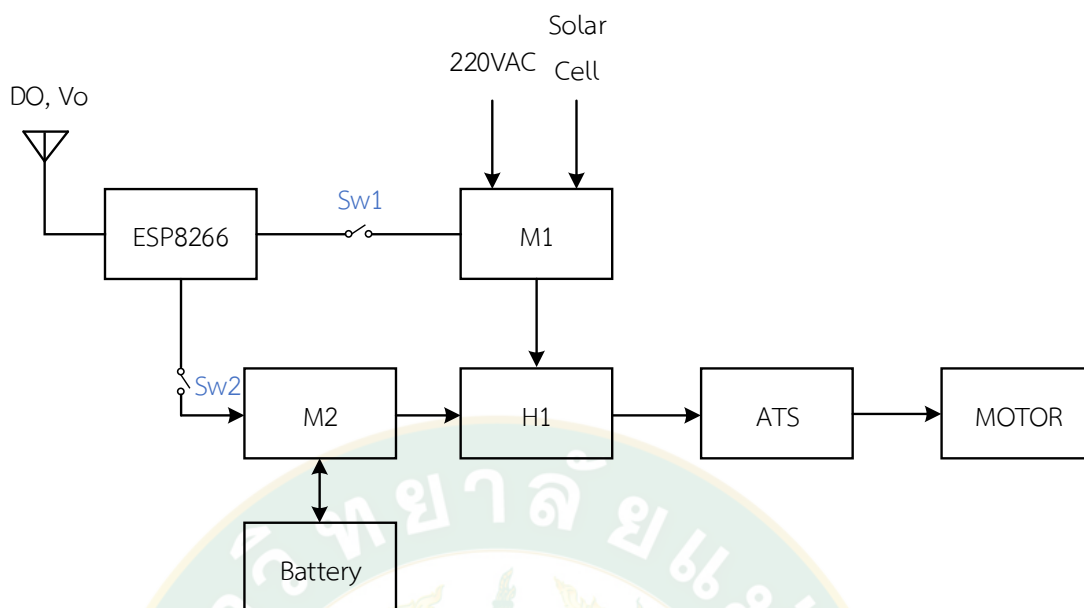 Solar
Cell
220VAC
DO, Vo
Sw1
ESP8266
M1
Sw2
M2
H1
ATS
MOTOR
Battery